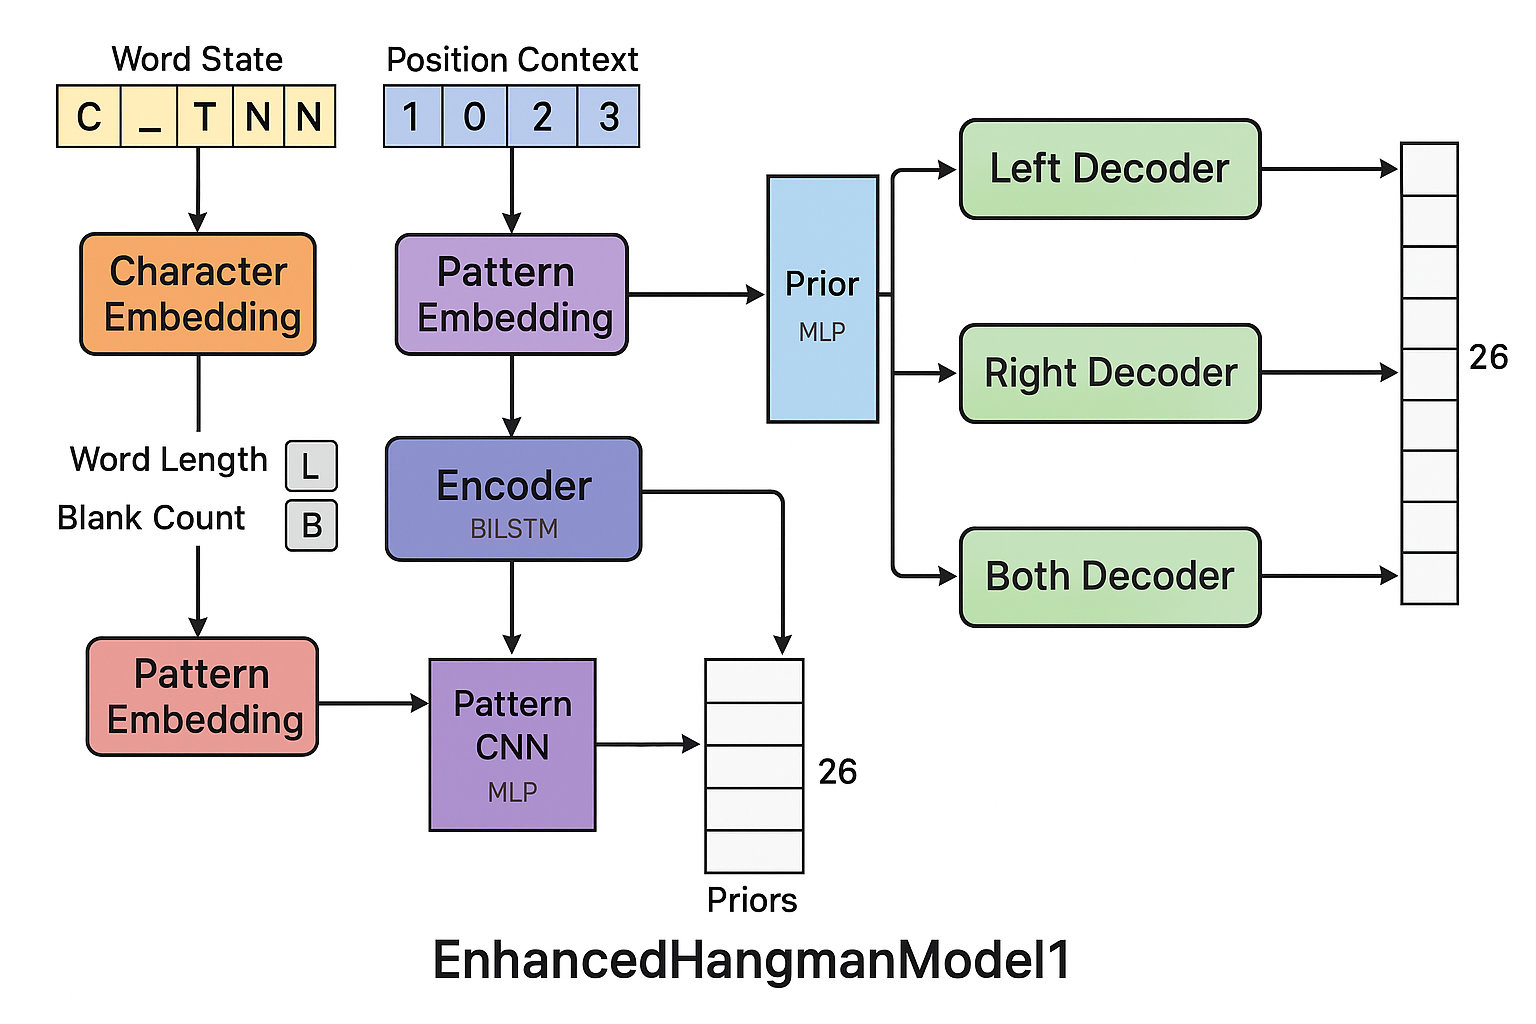 Word State
C _ T N N
Position Context
1 0 2 3
Character
Embedding
Pattern
Embedding
Prior
MLP
Left Decoder
Right Decoder
Both Decoder
26
Word Length L
Blank Count B
Encoder
BILSTM
Pattern
Embedding
Pattern
CNN
MLP
26
Priors
EnhancedHangmanModel1